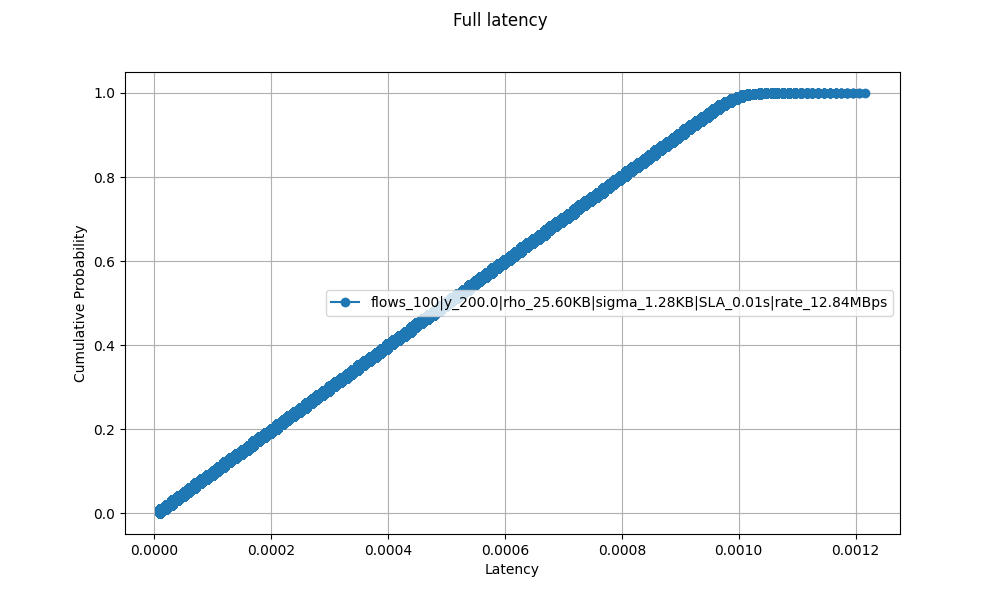 Full latency
1.0
0.8
0.6
0.4
0.2
0.0
Cumulative Probability
flows_100|y_200.0|rho_25.60KB|sigma_1.28KB|SLA_0.01s|rate_12.84MBps
0.0000 0.0002 0.0004 0.0006 0.0008 0.0010 0.0012
Latency